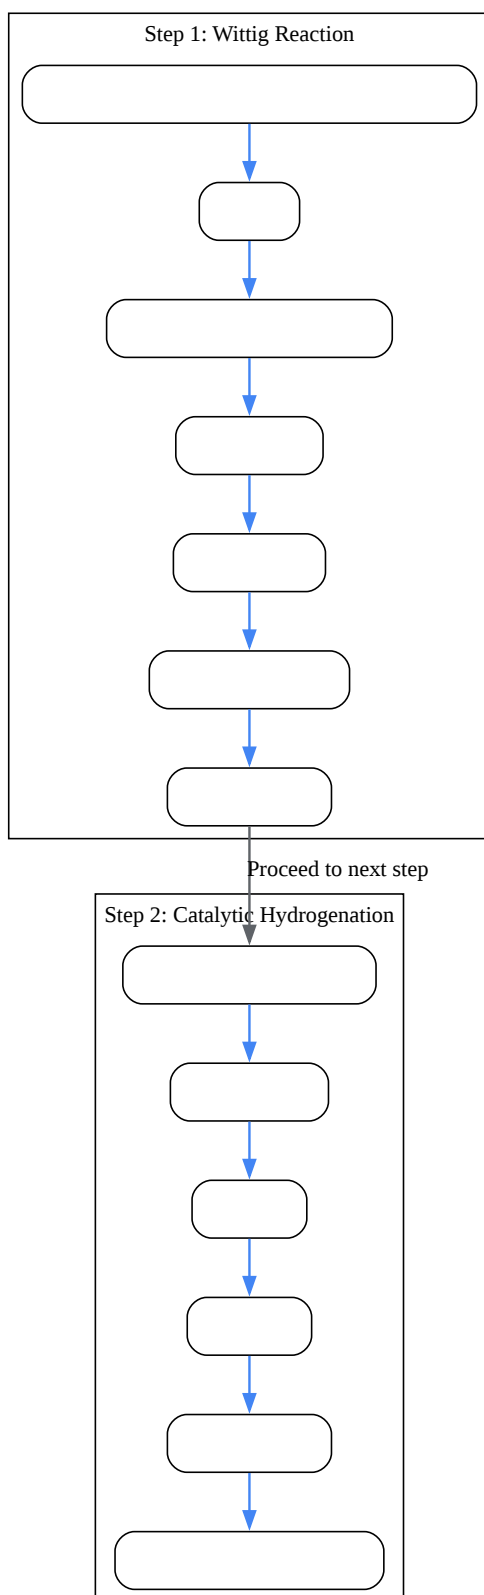 Step 1: Wittig Reaction
Proceed to next step
Step 2: Catalytic Hydrogenation